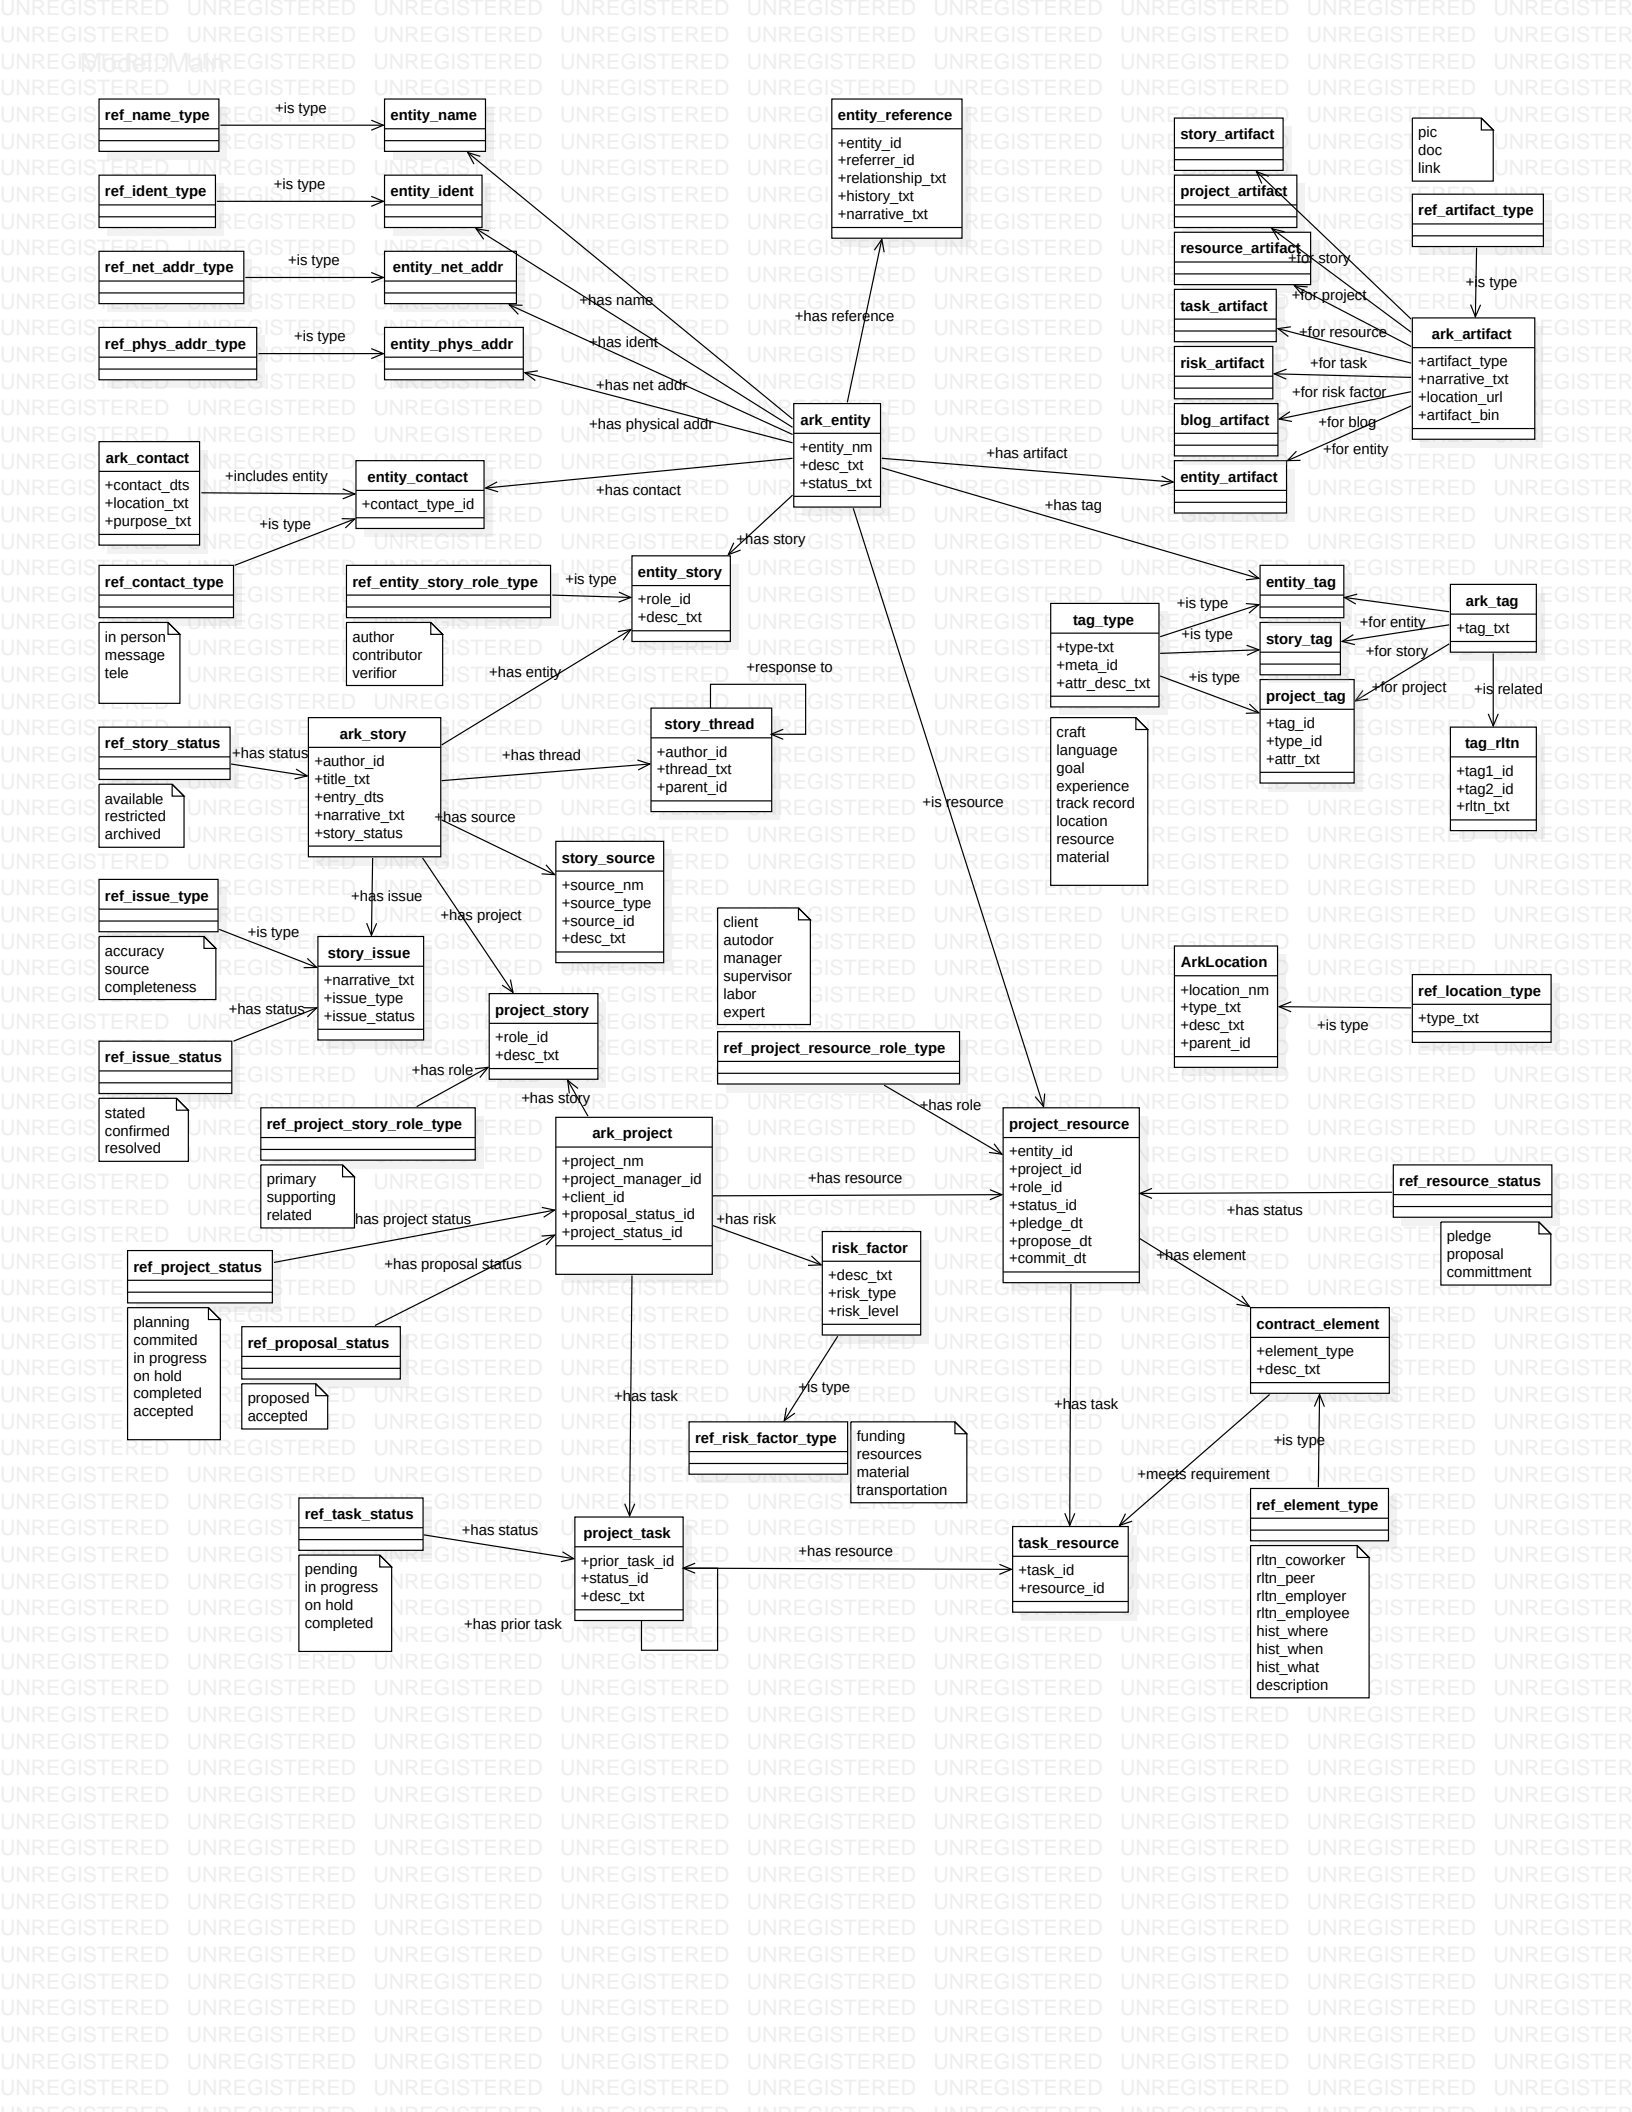 Model::Main
ref_name_type
+is type
entity_name
ref_ident_type
+is type
entity_ident
ref_net_addr_type
+is type
entity_net_addr
ref_phys_addr_type
+is type
entity_phys_addr
entity_reference
+entity_id
+referrer_id
+relationship_txt
+history_txt
+narrative_txt
story_artifact
project_artifact
resource_artifact
task_artifact
risk_artifact
blog_artifact
entity_artifact
pic
doc
link
ref_artifact_type
+is type
ark_artifact
+artifact_type
+narrative_txt
+location_url
+artifact_bin
+for story
+for project
+for resource
+for task
+for risk factor
+for blog
+for entity
+has name
+has ident
+has net addr
+has physical addr
+has reference
ark_entity
+entity_nm
+desc_txt
+status_txt
+has artifact
+has tag
+has contact
+has story
ark_contact
+contact_dts
+location_txt
+purpose_txt
+includes entity
+is type
entity_contact
+contact_type_id
ref_contact_type
in person
message
tele
ref_entity_story_role_type
+is type
author
contributor
verifior
entity_story
+role_id
+desc_txt
+has entity
+response to
story_thread
+author_id
+thread_txt
+parent_id
+has thread
tag_type
+type-txt
+meta_id
+attr_desc_txt
+is type
+is type
+is type
entity_tag
story_tag
project_tag
+tag_id
+type_id
+attr_txt
ark_tag
+tag_txt
+for entity
+for story
+for project
+is related
tag_rltn
+tag1_id
+tag2_id
+rltn_txt
craft
language
goal
experience
track record
location
resource
material
ref_story_status
+has status
available
restricted
archived
ark_story
+author_id
+title_txt
+entry_dts
+narrative_txt
+story_status
+has source
story_source
+source_nm
+source_type
+source_id
+desc_txt
+is resource
+has issue
+has project
ref_issue_type
+is type
accuracy
source
completeness
+has status
story_issue
+narrative_txt
+issue_type
+issue_status
ref_issue_status
stated
confirmed
resolved
project_story
+role_id
+desc_txt
+has role
+has story
ref_project_story_role_type
primary
supporting
related
client
autodor
manager
supervisor
labor
expert
ref_project_resource_role_type
+has role
ArkLocation
+location_nm
+type_txt
+desc_txt
+parent_id
+is type
ref_location_type
+type_txt
ark_project
+project_nm
+project_manager_id
+client_id
+proposal_status_id
+project_status_id
+has resource
+has risk
project_resource
+entity_id
+project_id
+role_id
+status_id
+pledge_dt
+propose_dt
+commit_dt
+has status
ref_resource_status
pledge
proposal
committment
has project status
+has proposal status
ref_project_status
planning
commited
in progress
on hold
completed
accepted
ref_proposal_status
proposed
accepted
risk_factor
+desc_txt
+risk_type
+risk_level
+is type
ref_risk_factor_type
funding
resources
material
transportation
+has element
contract_element
+element_type
+desc_txt
+has task
+has task
+is type
+meets requirement
ref_element_type
rltn_coworker
rltn_peer
rltn_employer
rltn_employee
hist_where
hist_when
hist_what
description
ref_task_status
+has status
pending
in progress
on hold
completed
project_task
+prior_task_id
+status_id
+desc_txt
+has prior task
+has resource
task_resource
+task_id
+resource_id